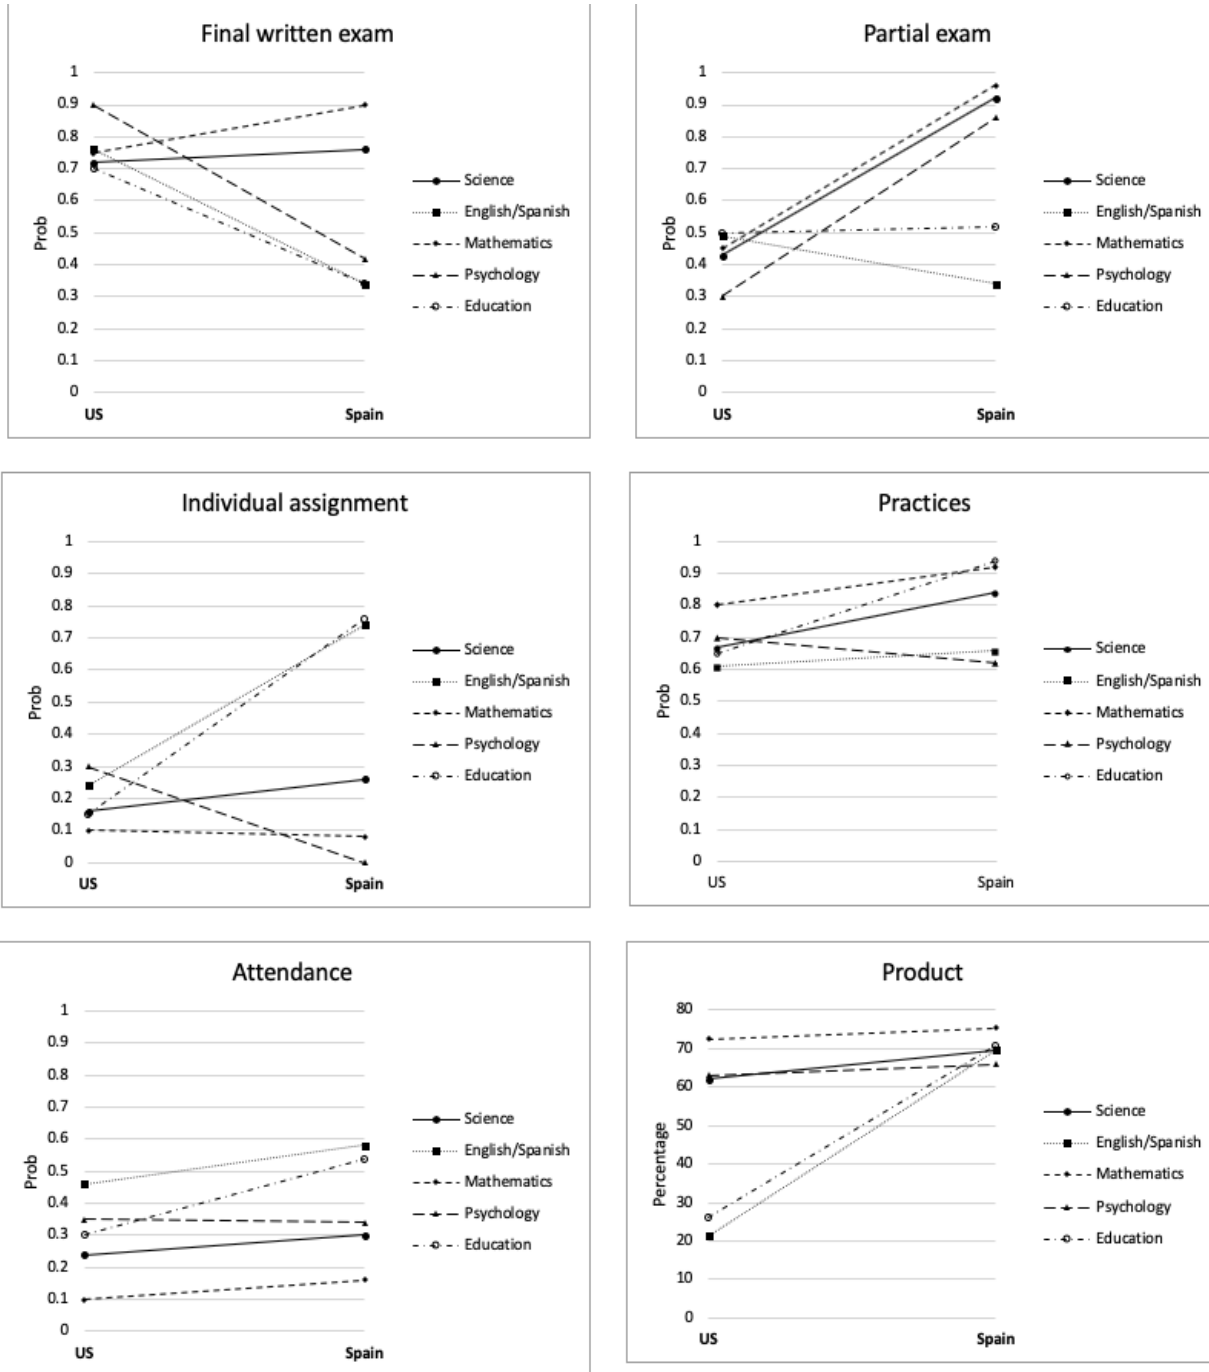 Final written exam
1
0.9
0.8
0.7
0.6
0.5
0.4
0.3
0.2
0.1
0
Prob
US Spain
Science
English/Spanish
Mathematics
Psychology
Education
Partial exam
1
0.9
0.8
0.7
0.6
0.5
0.4
0.3
0.2
0.1
0
Prob
US Spain
Science
English/Spanish
Mathematics
Psychology
Education
Individual assignment
1
0.9
0.8
0.7
0.6
0.5
0.4
0.3
0.2
0.1
0
Prob
US Spain
Science
English/Spanish
Mathematics
Psychology
Education
Practices
1
0.9
0.8
0.7
0.6
0.5
0.4
0.3
0.2
0.1
0
Prob
US Spain
Science
English/Spanish
Mathematics
Psychology
Education
Attendance
1
0.9
0.8
0.7
0.6
0.5
0.4
0.3
0.2
0.1
0
Prob
US Spain
Science
English/Spanish
Mathematics
Psychology
Education
Product
80
70
60
50
40
30
20
10
0
Percentage
US Spain
Science
English/Spanish
Mathematics
Psychology
Education